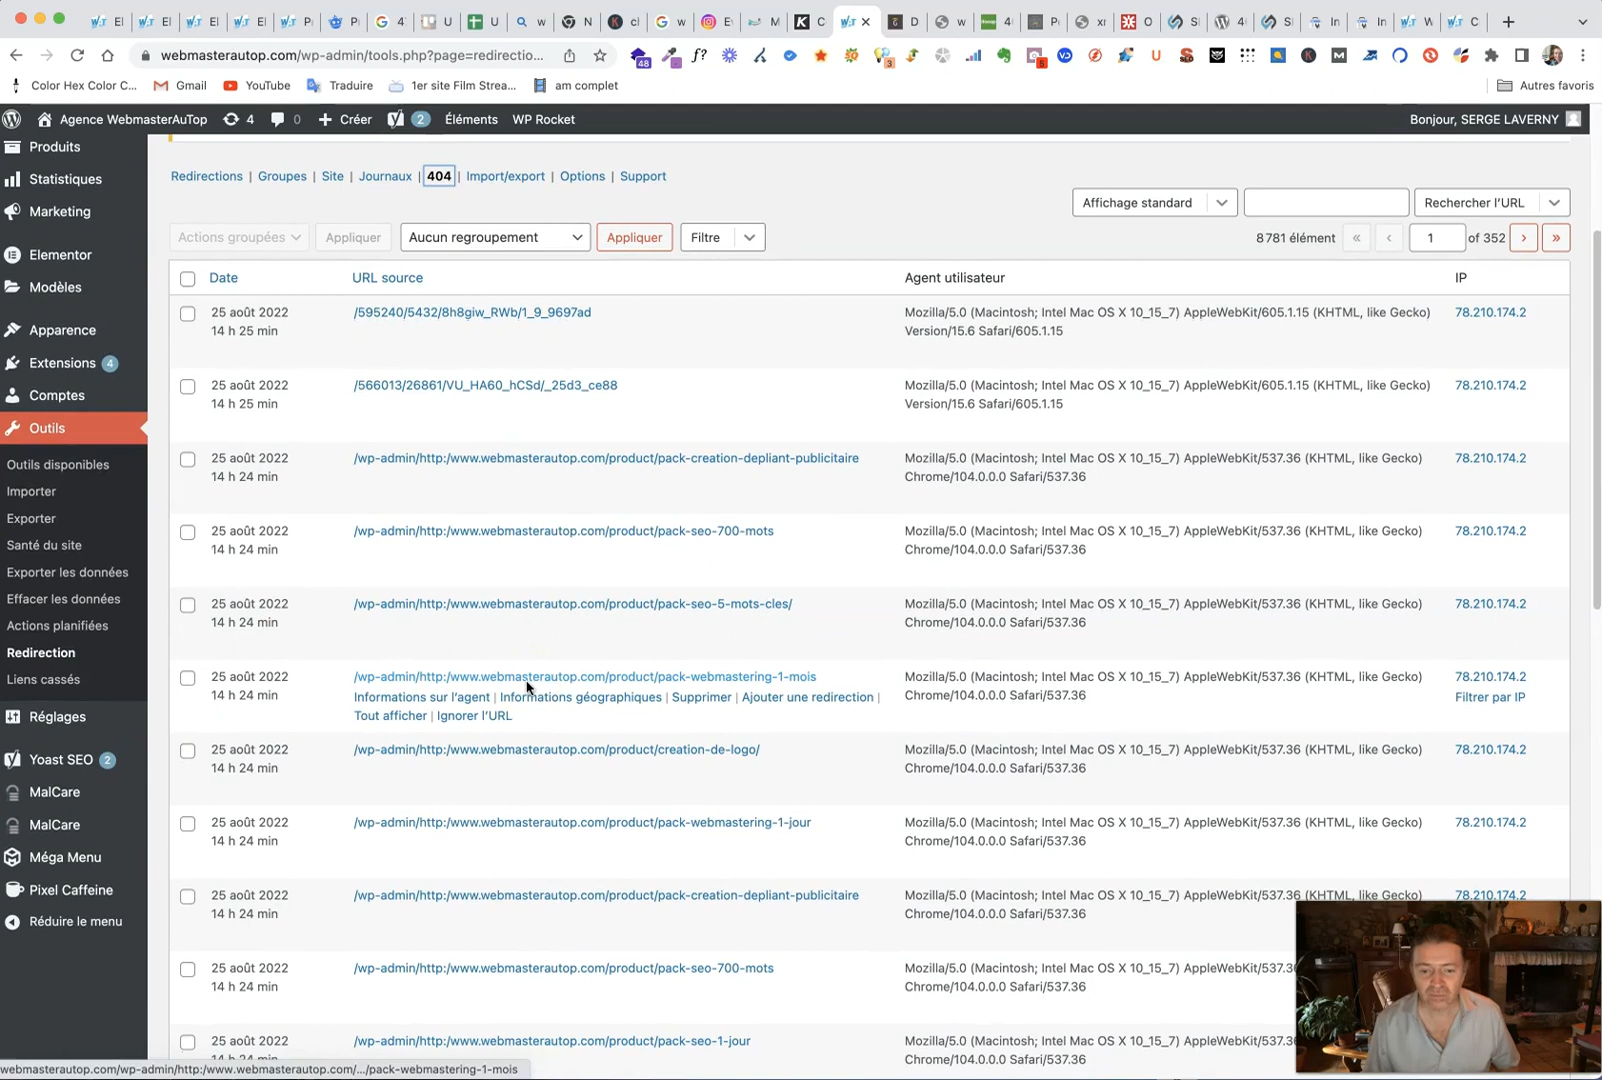 webmasterautop.com/wp-admin/tools.php?page=redirectio...
Color Hex Color C...
Gmail
YouTube
Traduire
1er site Film Strea...
am complet
Autres favoris
Agence WebmasterAuTop
4
0
Créer
2
Éléments
WP Rocket
Bonjour, SERGE LAVERNY
Produits
Statistiques
Marketing
Elementor
Modèles
Apparence
Extensions 4
Comptes
Outils
Outils disponibles
Importer
Exporter
Santé du site
Exporter les données
Effacer les données
Actions planifiées
Redirection
Liens cassés
Réglages
Yoast SEO 2
MalCare
MalCare
Méga Menu
Pixel Caffeine
Réduire le menu
Redirections | Groupes | Site | Journaux | 404 | Import/export | Options | Support
Affichage standard
Rechercher l'URL
Actions groupées
Appliquer
Aucun regroupement
Appliquer
Filtre
8 781 élément « ‹ 1 of 352 › »
Date URL source Agent utilisateur IP
25 août 2022 /595240/5432/8h8giw_RWb/1_9_9697ad Mozilla/5.0 (Macintosh; Intel Mac OS X 10_15_7) AppleWebKit/605.1.15 (KHTML, like Gecko) 78.210.174.2
14 h 25 min Version/15.6 Safari/605.1.15
25 août 2022 /566013/26861/VU_HA60_hCSd/_25d3_ce88 Mozilla/5.0 (Macintosh; Intel Mac OS X 10_15_7) AppleWebKit/605.1.15 (KHTML, like Gecko) 78.210.174.2
14 h 25 min Version/15.6 Safari/605.1.15
25 août 2022 /wp-admin/http:/www.webmasterautop.com/product/pack-creation-depliant-publicitaire Mozilla/5.0 (Macintosh; Intel Mac OS X 10_15_7) AppleWebKit/537.36 (KHTML, like Gecko) 78.210.174.2
14 h 24 min Chrome/104.0.0.0 Safari/537.36
25 août 2022 /wp-admin/http:/www.webmasterautop.com/product/pack-seo-700-mots Mozilla/5.0 (Macintosh; Intel Mac OS X 10_15_7) AppleWebKit/537.36 (KHTML, like Gecko) 78.210.174.2
14 h 24 min Chrome/104.0.0.0 Safari/537.36
25 août 2022 /wp-admin/http:/www.webmasterautop.com/product/pack-seo-5-mots-cles/ Mozilla/5.0 (Macintosh; Intel Mac OS X 10_15_7) AppleWebKit/537.36 (KHTML, like Gecko) 78.210.174.2
14 h 24 min Chrome/104.0.0.0 Safari/537.36
25 août 2022 /wp-admin/http:/www.webmasterautop.com/product/pack-webmastering-1-mois Mozilla/5.0 (Macintosh; Intel Mac OS X 10_15_7) AppleWebKit/537.36 (KHTML, like Gecko) 78.210.174.2
14 h 24 min Informations sur l'agent | Informations géographiques | Supprimer | Ajouter une redirection | Chrome/104.0.0.0 Safari/537.36 Filtrer par IP
Tout afficher | Ignorer l'URL
25 août 2022 /wp-admin/http:/www.webmasterautop.com/product/creation-de-logo/ Mozilla/5.0 (Macintosh; Intel Mac OS X 10_15_7) AppleWebKit/537.36 (KHTML, like Gecko) 78.210.174.2
14 h 24 min Chrome/104.0.0.0 Safari/537.36
25 août 2022 /wp-admin/http:/www.webmasterautop.com/product/pack-webmastering-1-jour Mozilla/5.0 (Macintosh; Intel Mac OS X 10_15_7) AppleWebKit/537.36 (KHTML, like Gecko) 78.210.174.2
14 h 24 min Chrome/104.0.0.0 Safari/537.36
25 août 2022 /wp-admin/http:/www.webmasterautop.com/product/pack-creation-depliant-publicitaire Mozilla/5.0 (Macintosh; Intel Mac OS X 10_15_7) AppleWebKit/537.36 (KHTML, like Gecko) 78.210.174.2
14 h 24 min Chrome/104.0.0.0 Safari/537.36
25 août 2022 /wp-admin/http:/www.webmasterautop.com/product/pack-seo-700-mots Mozilla/5.0 (Macintosh; Intel Mac OS X 10_15_7) AppleWebKit/537.3
14 h 24 min Chrome/104.0.0.0 Safari/537.36
25 août 2022 /wp-admin/http:/www.webmasterautop.com/product/pack-seo-1-jour Mozilla/5.0 (Macintosh; Intel Mac OS X 10_15_7) AppleWebKit/537.3
14 h 24 min Chrome/104.0.0.0 Safari/537.36
webmasterautop.com/wp-admin/http:/www.webmasterautop.com/.../pack-webmastering-1-mois